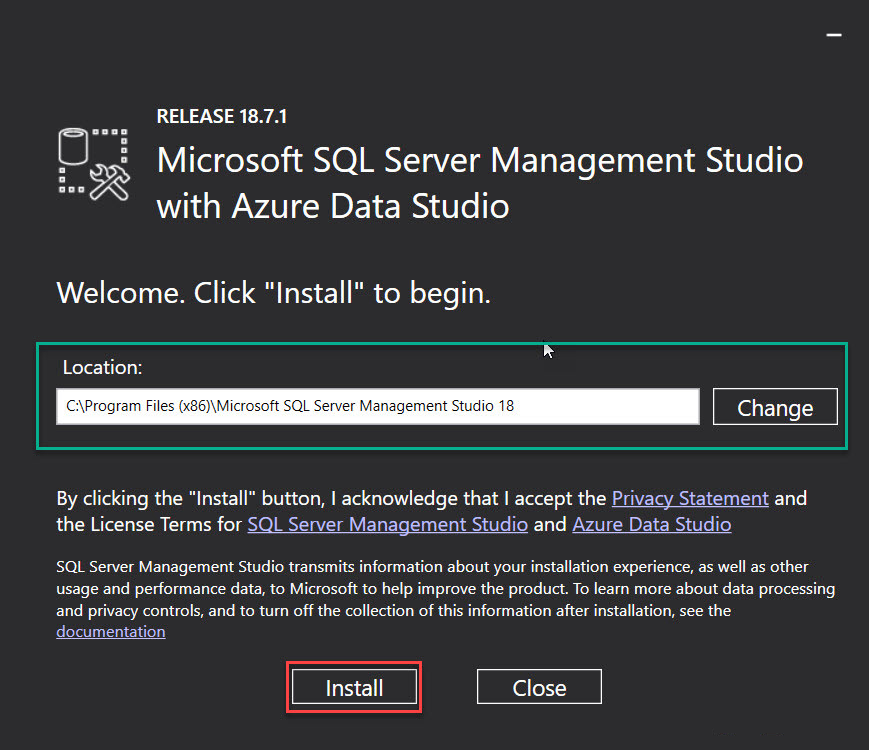 RELEASE 18.7.1
Microsoft SQL Server Management Studio
with Azure Data Studio
Welcome. Click "Install" to begin.
Location:
C:\Program Files (x86)\Microsoft SQL Server Management Studio 18
Change
By clicking the "Install" button, I acknowledge that I accept the Privacy Statement and
the License Terms for SQL Server Management Studio and Azure Data Studio
SQL Server Management Studio transmits information about your installation experience, as well as other
usage and performance data, to Microsoft to help improve the product. To learn more about data processing
and privacy controls, and to turn off the collection of this information after installation, see the
documentation
Install
Close